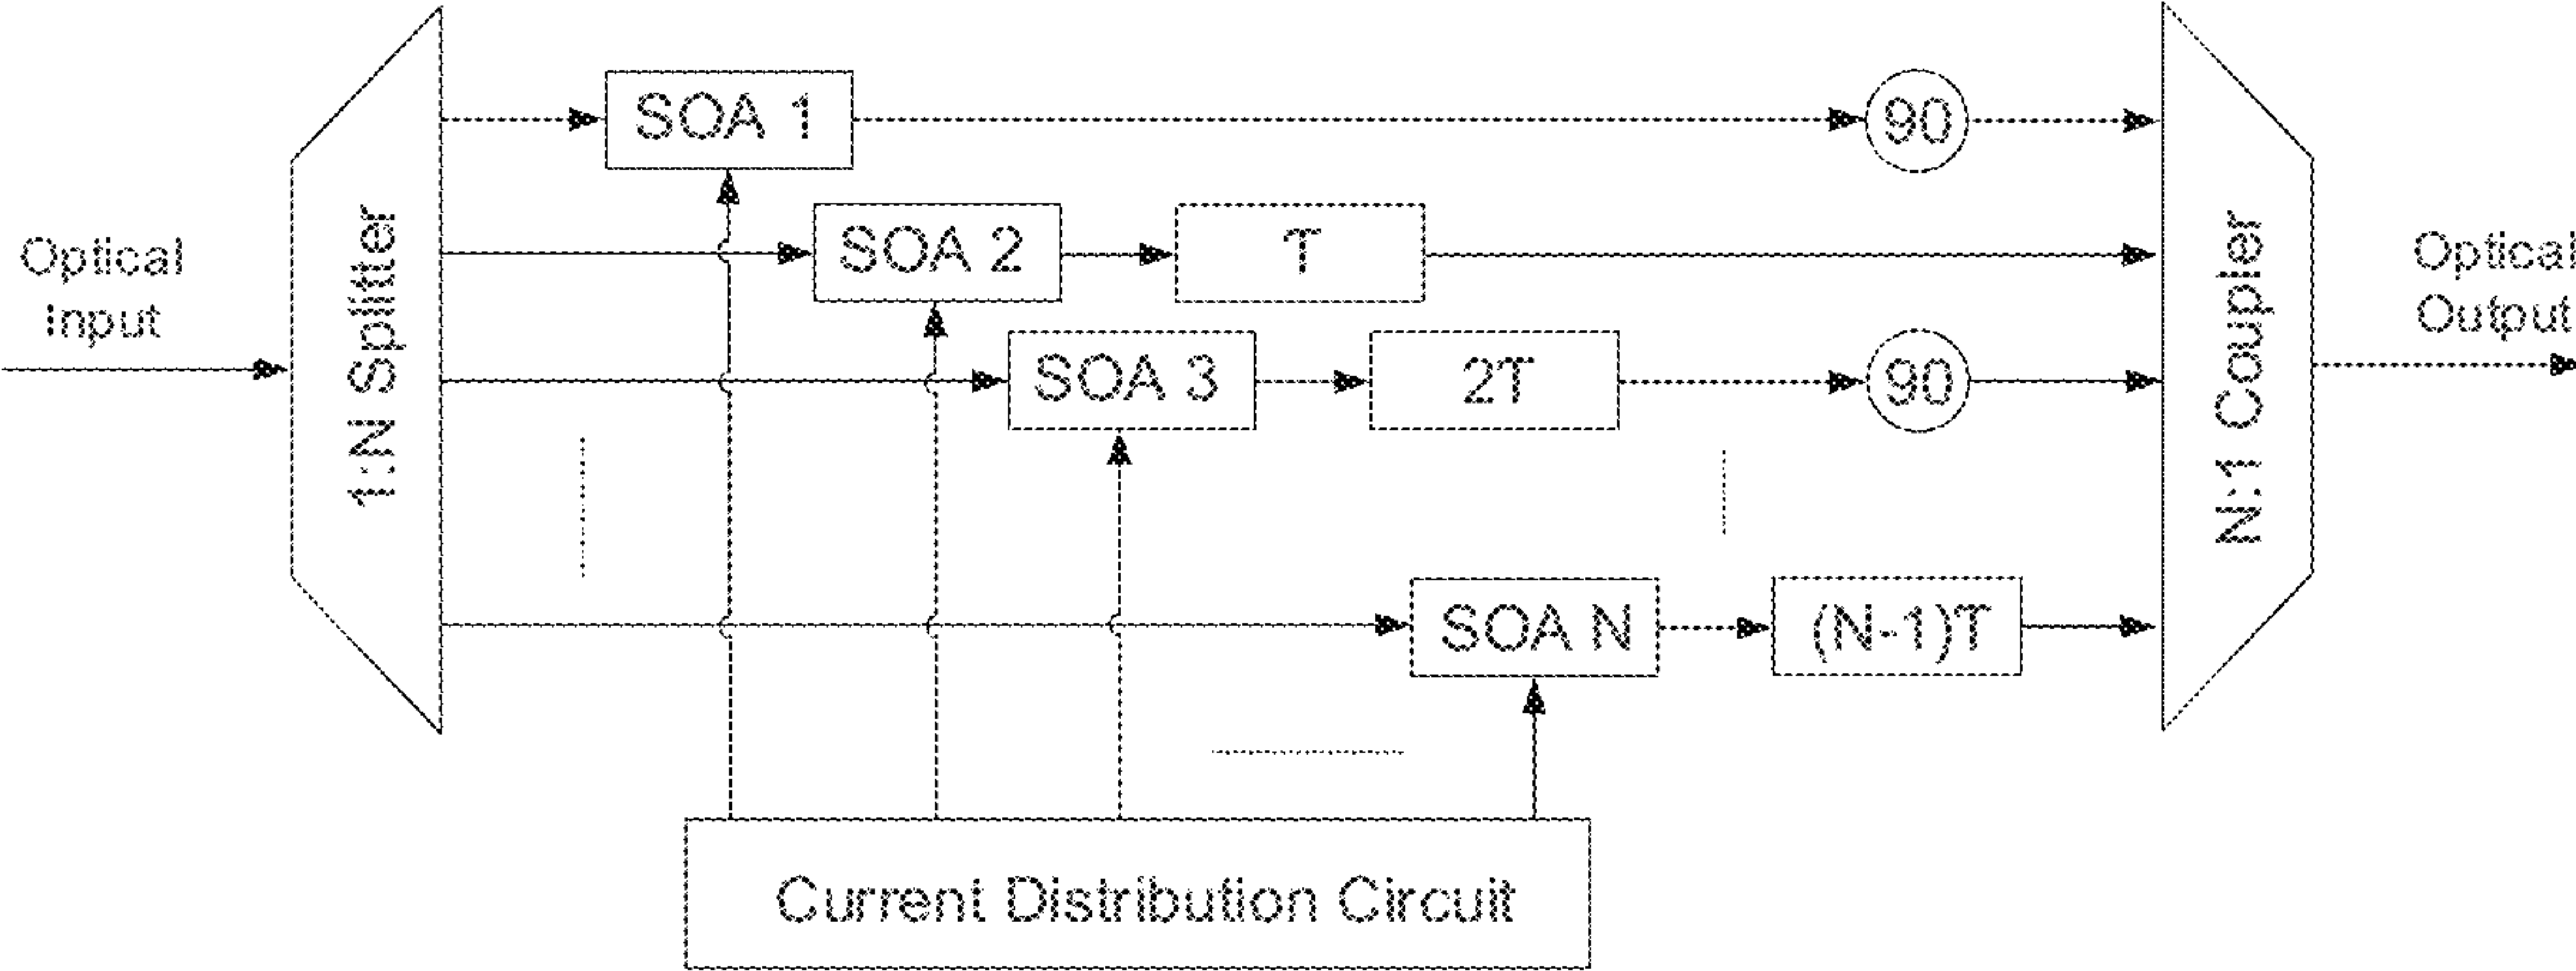 Optical
Input
1:N Splitter
SOA 1
90
SOA 2
T
SOA 3
2T
90
SOA N
(N-1)T
N:1 Coupler
Optical
Output
Current Distribution Circuit